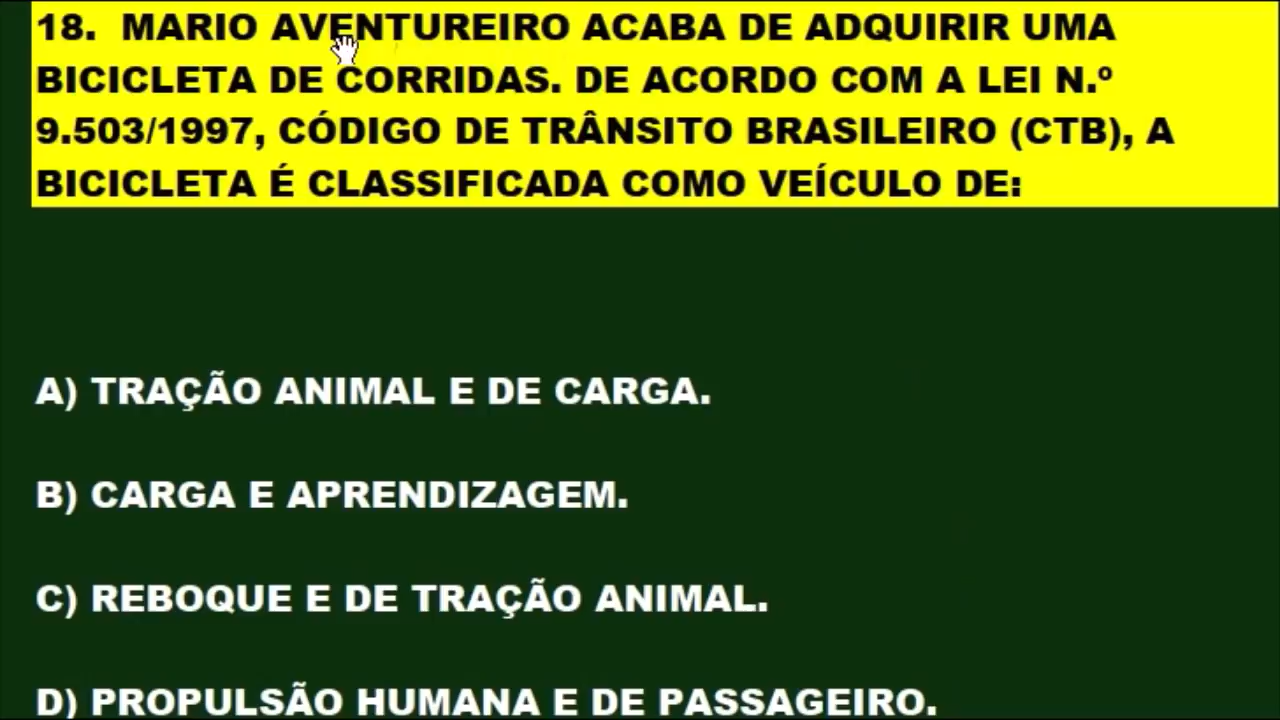 18. MARIO AVENTUREIRO ACABA DE ADQUIRIR UMA
BICICLETA DE CORRIDAS. DE ACORDO COM A LEI N.º
9.503/1997, CÓDIGO DE TRÂNSITO BRASILEIRO (CTB), A
BICICLETA É CLASSIFICADA COMO VEÍCULO DE:
A) TRAÇÃO ANIMAL E DE CARGA.
B) CARGA E APRENDIZAGEM.
C) REBOQUE E DE TRAÇÃO ANIMAL.
D) PROPULSÃO HUMANA E DE PASSAGEIRO.